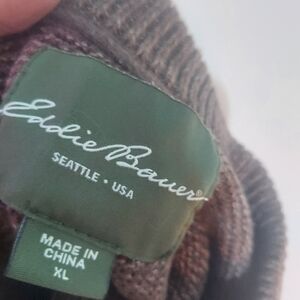 Eddie Bauer®
SEATTLE • USA
MADE IN
CHINA
XL